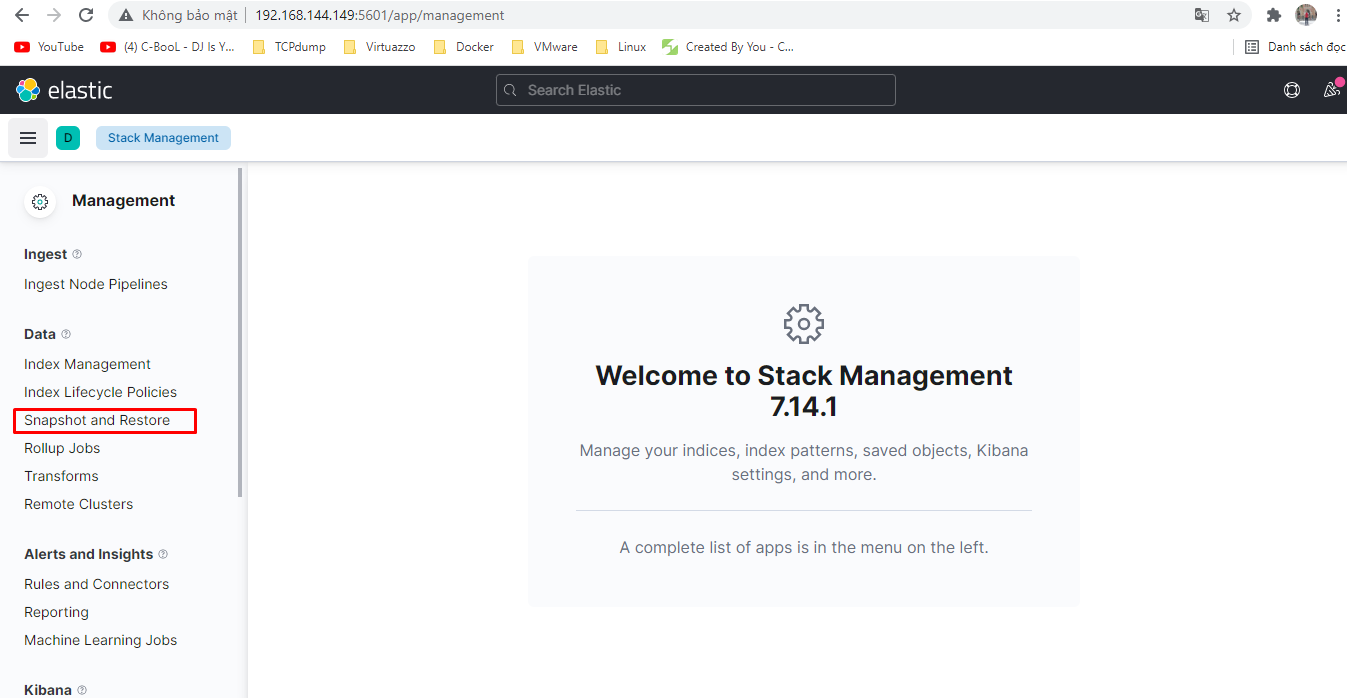 Không bảo mật 192.168.144.149:5601/app/management
YouTube (4) C-BooL - DJ Is Y... TCPdump Virtuazzo Docker VMware Linux Created By You - C... Danh sách đọc
elastic Search Elastic
D Stack Management
Management
Ingest
Ingest Node Pipelines
Data
Index Management
Index Lifecycle Policies
Snapshot and Restore
Rollup Jobs
Transforms
Remote Clusters
Alerts and Insights
Rules and Connectors
Reporting
Machine Learning Jobs
Kibana
Welcome to Stack Management
7.14.1
Manage your indices, index patterns, saved objects, Kibana
settings, and more.
A complete list of apps is in the menu on the left.